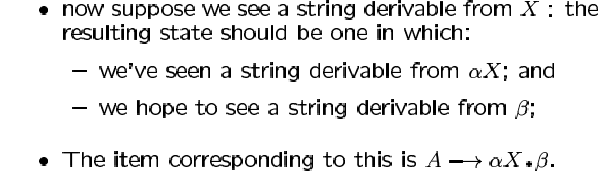 • now suppose we see a string derivable from X : the
resulting state should be one in which:
– we've seen a string derivable from αX; and
– we hope to see a string derivable from β;
• The item corresponding to this is A ⟶ αX•β.